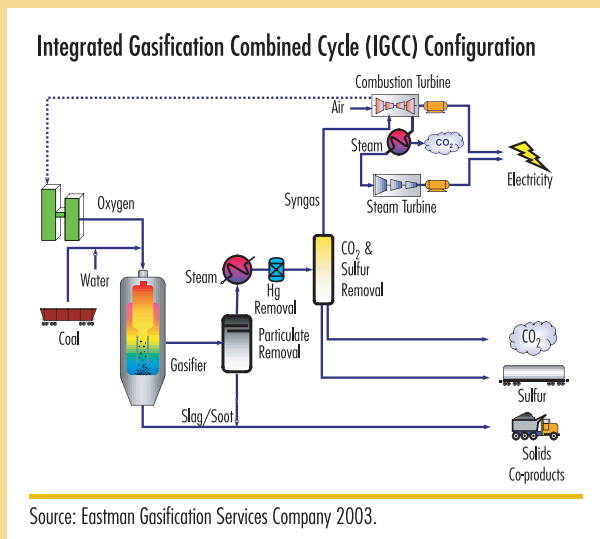 Integrated Gasification Combined Cycle (IGCC) Configuration
Combustion Turbine
Air
Steam
CO2
Electricity
Steam Turbine
Oxygen
Syngas
Water
Coal
Steam
Hg
Removal
CO2 &
Sulfur
Removal
Particulate
Removal
Gasifier
CO2
Sulfur
Slag/Soot
Solids
Co-products
Source: Eastman Gasification Services Company 2003.